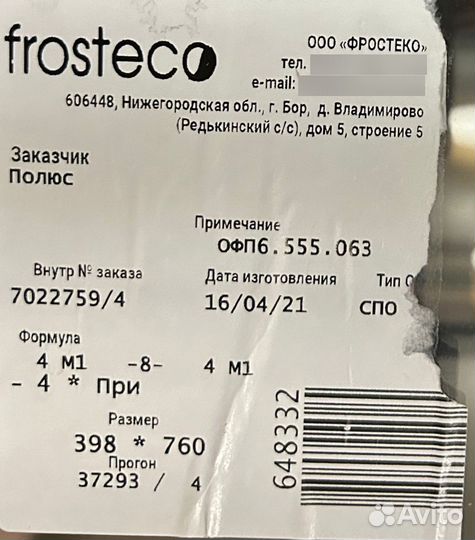 frosteco
ООО «ФРОСТЕКО»
тел.
e-mail:
606448, Нижегородская обл., г. Бор, д. Владимирово
(Редькинский с/с), дом 5, строение 5
Заказчик
Полюс
Примечание
ОФП6.555.063
Внутр № заказа Дата изготовления Тип
7022759/4 16/04/21 СПО
Формула
4 М1 -8- 4 М1
- 4 * При
Размер
398 * 760
Прогон
37293 / 4
648332
Avito